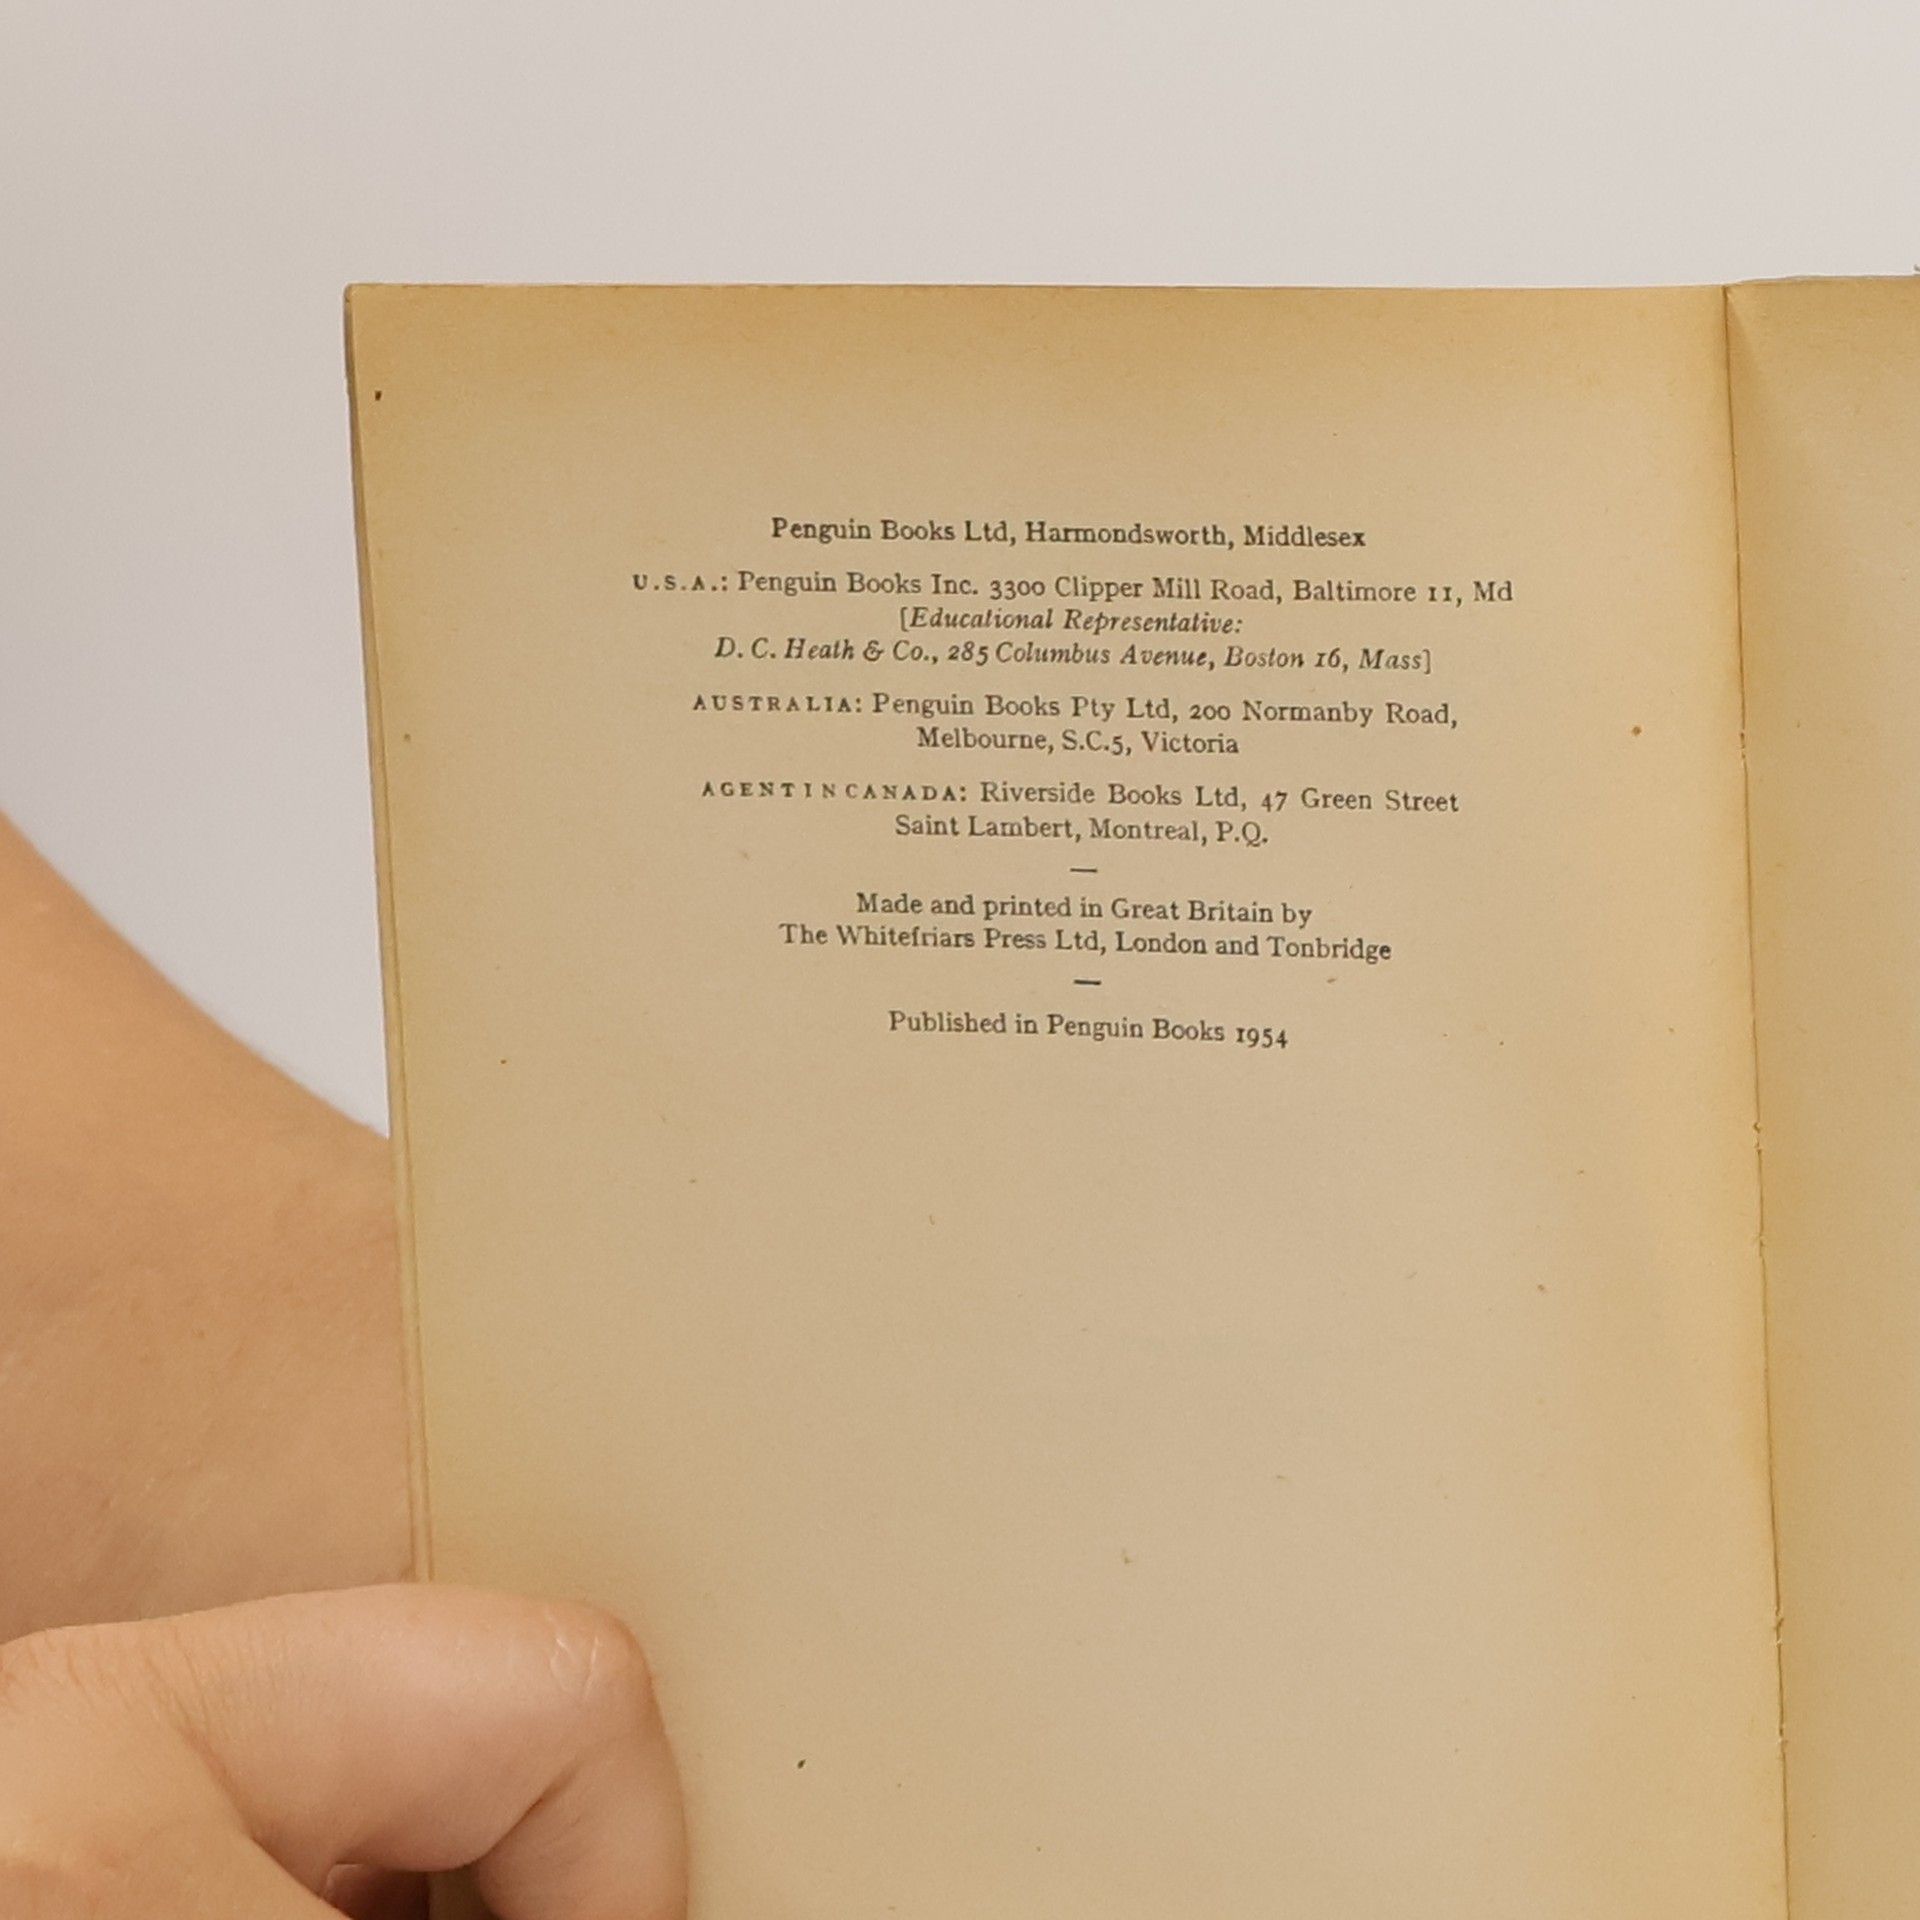 Penguin Books Ltd, Harmondsworth, Middlesex
U.S.A.: Penguin Books Inc. 3300 Clipper Mill Road, Baltimore 11, Md
[Educational Representative:
D. C. Heath & Co., 285 Columbus Avenue, Boston 16, Mass]
AUSTRALIA: Penguin Books Pty Ltd, 200 Normanby Road,
Melbourne, S.C.5, Victoria
AGENT IN CANADA: Riverside Books Ltd, 47 Green Street
Saint Lambert, Montreal, P.Q.
—
Made and printed in Great Britain by
The Whitefriars Press Ltd, London and Tonbridge
—
Published in Penguin Books 1954